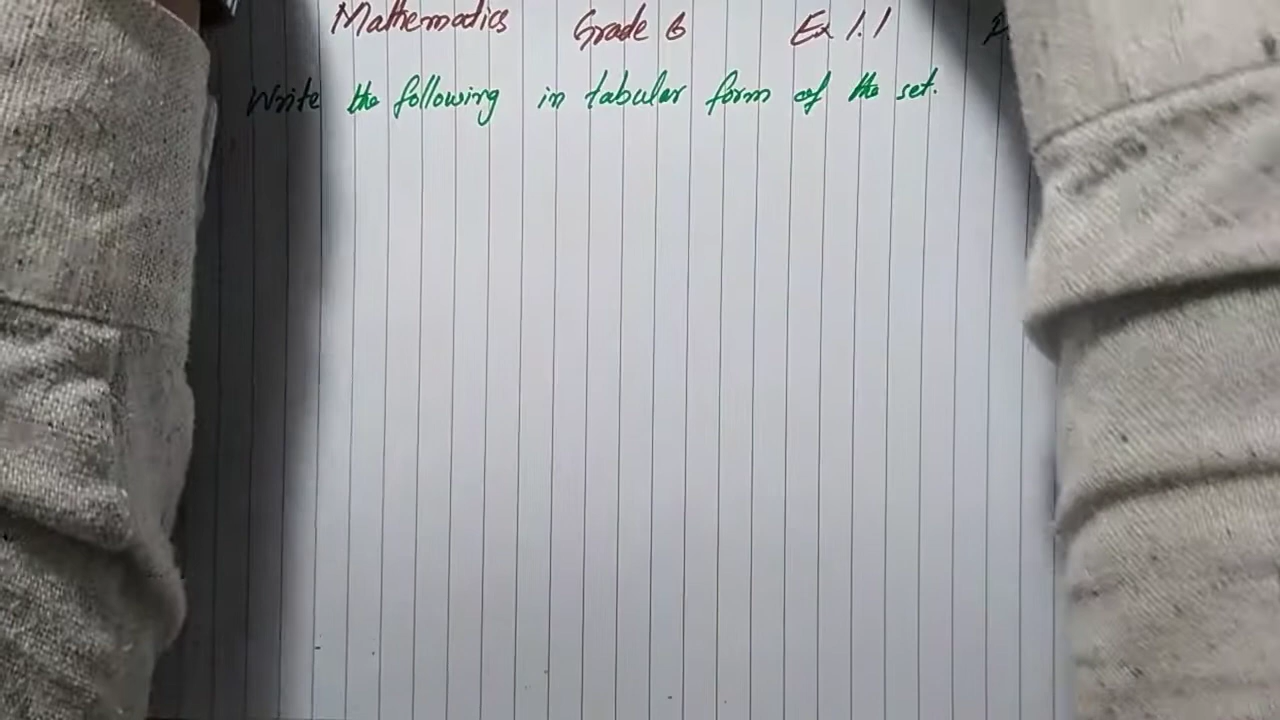 Mathematics Grade 6 Ex 1.1
Write the following in tabular form of the set.